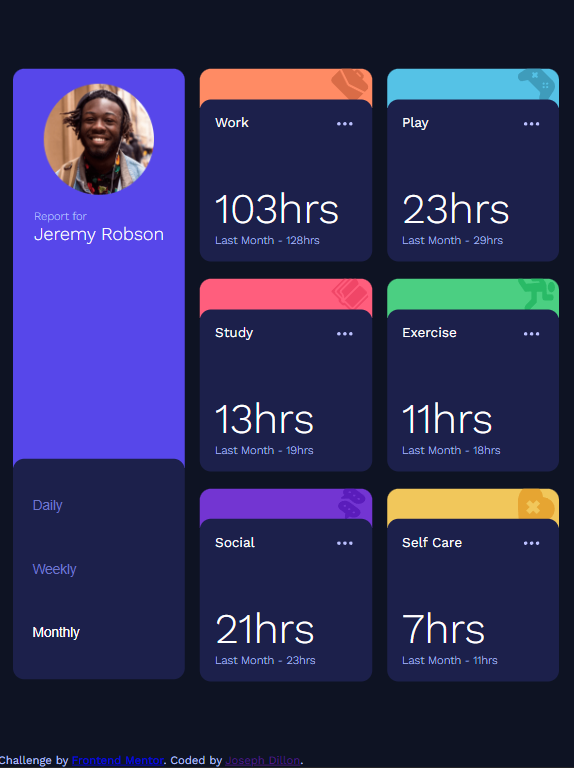 Report for
Jeremy Robson
Daily
Weekly
Monthly
Work
103hrs
Last Month - 128hrs
Play
23hrs
Last Month - 29hrs
Study
13hrs
Last Month - 19hrs
Exercise
11hrs
Last Month - 18hrs
Social
21hrs
Last Month - 23hrs
Self Care
7hrs
Last Month - 11hrs
Challenge by Frontend Mentor. Coded by Joseph Dillon.